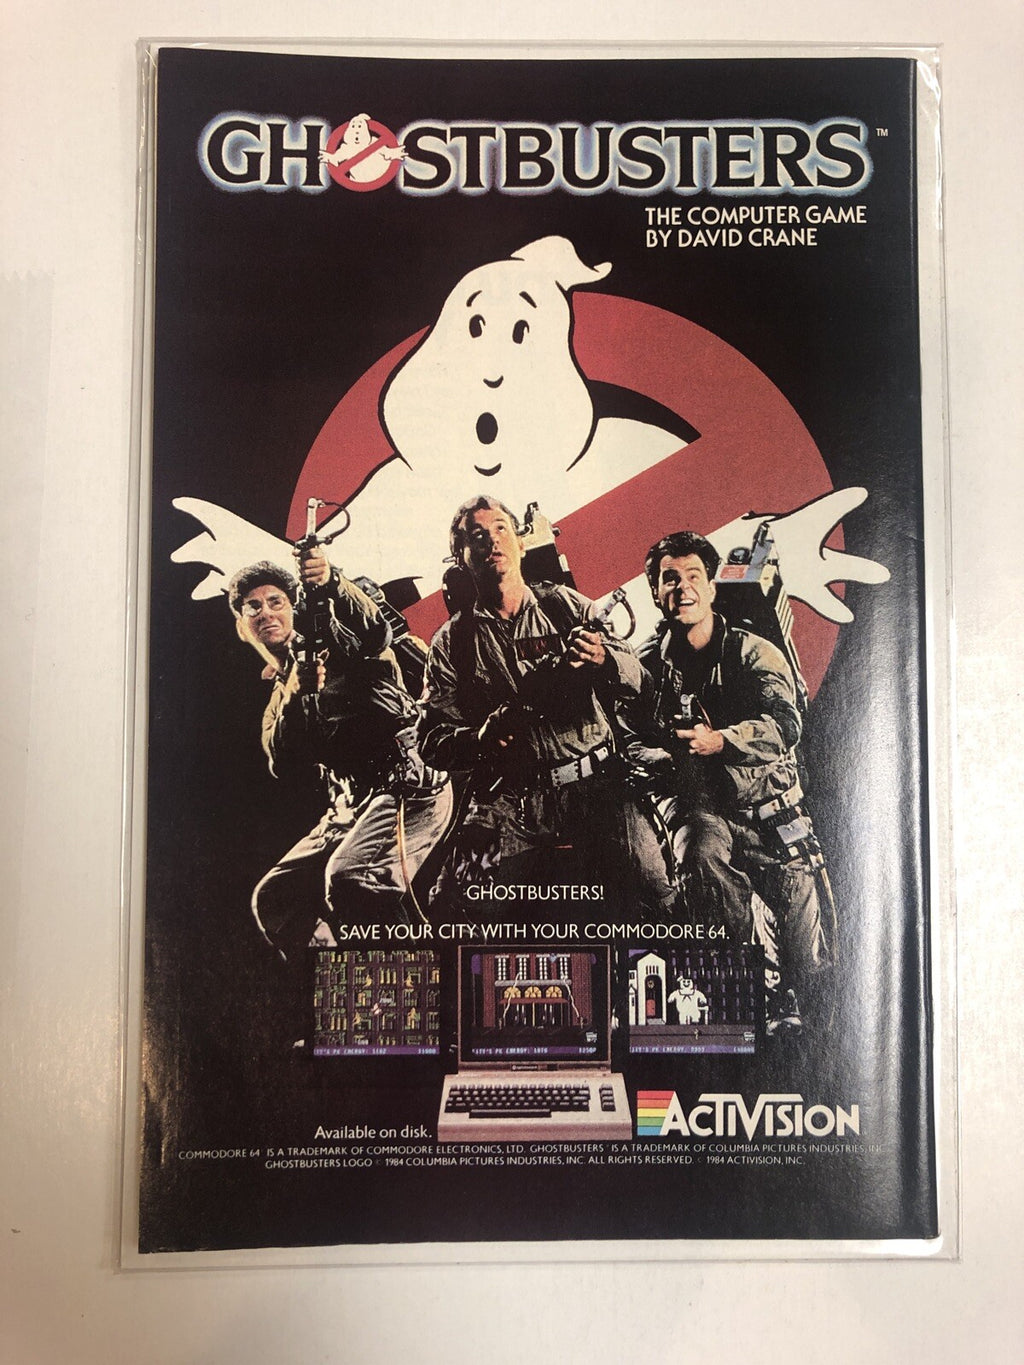 GHOSTBUSTERS™
THE COMPUTER GAME
BY DAVID CRANE
GHOSTBUSTERS!
SAVE YOUR CITY WITH YOUR COMMODORE 64.
ACTIVISION
Available on disk.
COMMODORE 64 IS A TRADEMARK OF COMMODORE ELECTRONICS, LTD. GHOSTBUSTERS IS A TRADEMARK OF COLUMBIA PICTURES INDUSTRIES, INC.
GHOSTBUSTERS LOGO © 1984 COLUMBIA PICTURES INDUSTRIES, INC. ALL RIGHTS RESERVED. © 1984 ACTIVISION, INC.